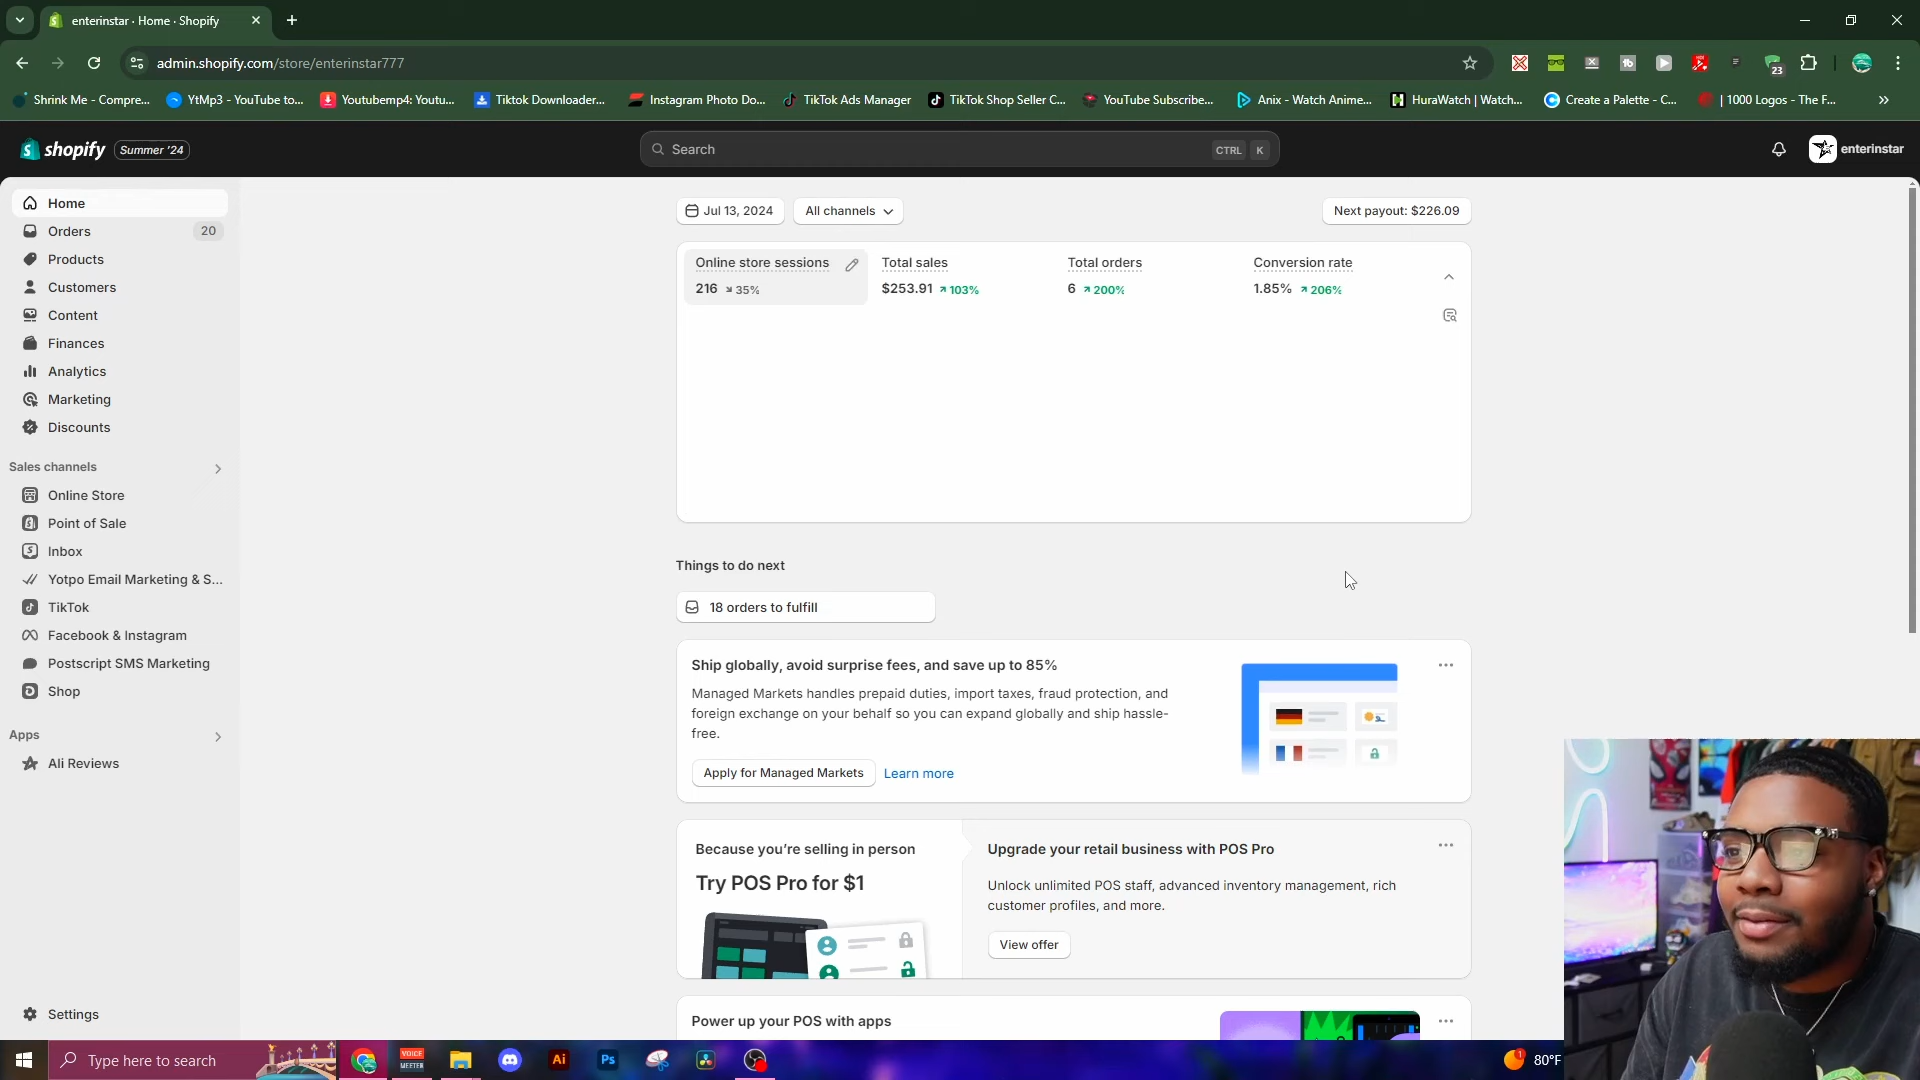 enterinstar · Home · Shopify
admin.shopify.com/store/enterinstar777
23
Shrink Me - Compre...
YtMp3 - YouTube to...
Youtubemp4: Youtu...
Tiktok Downloader...
Instagram Photo Do...
TikTok Ads Manager
TikTok Shop Seller C...
YouTube Subscribe...
Anix - Watch Anime...
HuraWatch | Watch...
Create a Palette - C...
| 1000 Logos - The F...
shopify
Summer '24
Search
CTRL K
enterinstar
Home
Orders 20
Products
Customers
Content
Finances
Analytics
Marketing
Discounts
Sales channels
Online Store
Point of Sale
Inbox
Yotpo Email Marketing & S...
TikTok
Facebook & Instagram
Postscript SMS Marketing
Shop
Apps
Ali Reviews
Settings
Jul 13, 2024
All channels
Next payout: $226.09
Online store sessions
216 35%
Total sales
$253.91 103%
Total orders
6 200%
Conversion rate
1.85% 206%
Things to do next
18 orders to fulfill
Ship globally, avoid surprise fees, and save up to 85%
Managed Markets handles prepaid duties, import taxes, fraud protection, and
foreign exchange on your behalf so you can expand globally and ship hassle-
free.
Apply for Managed Markets
Learn more
Because you're selling in person
Try POS Pro for $1
Upgrade your retail business with POS Pro
Unlock unlimited POS staff, advanced inventory management, rich
customer profiles, and more.
View offer
Power up your POS with apps
Type here to search
VOICE
MEETER
Ai
Ps
1
80°F